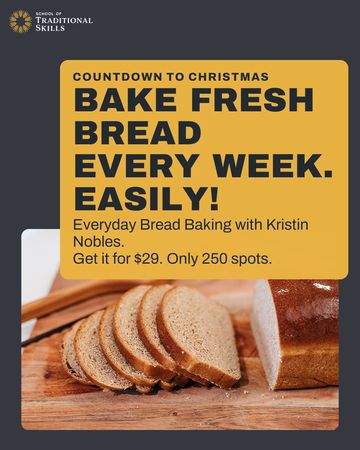 SCHOOL OF
TRADITIONAL
SKILLS
COUNTDOWN TO CHRISTMAS
BAKE FRESH
BREAD
EVERY WEEK.
EASILY!
Everyday Bread Baking with Kristin
Nobles.
Get it for $29. Only 250 spots.